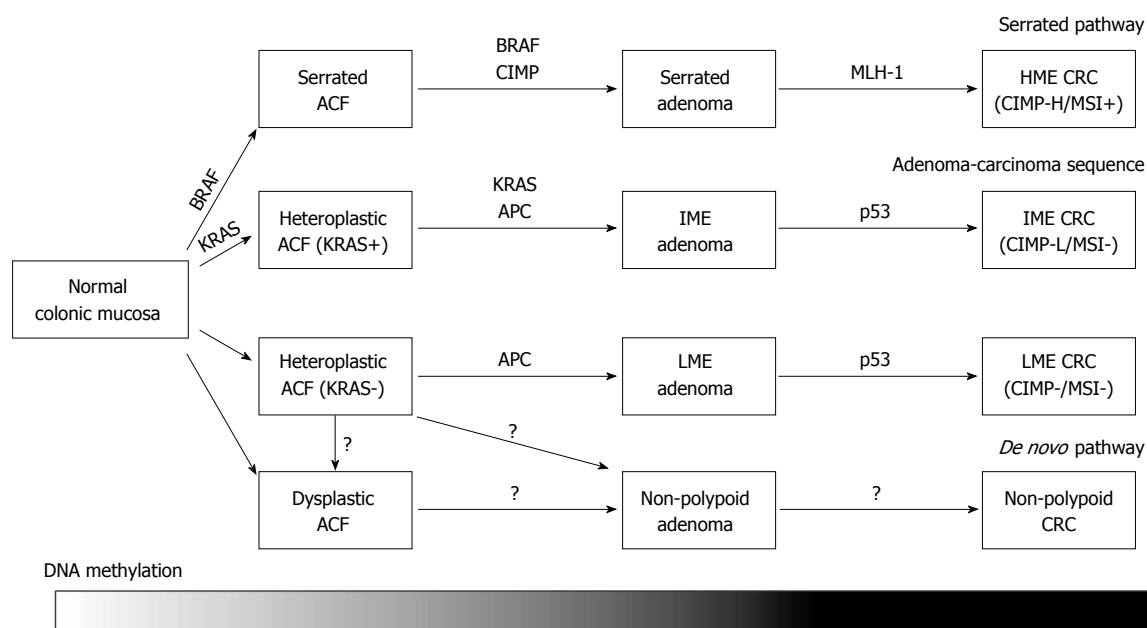 Serrated pathway
Serrated
ACF
BRAF
CIMP
Serrated
adenoma
MLH-1
HME CRC
(CIMP-H/MSI+)
BRAF
Adenoma-carcinoma sequence
KRAS
Heteroplastic
ACF (KRAS+)
KRAS
APC
IME
adenoma
p53
IME CRC
(CIMP-L/MSI-)
Normal
colonic mucosa
Heteroplastic
ACF (KRAS-)
APC
LME
adenoma
p53
LME CRC
(CIMP-/MSI-)
?
?
De novo pathway
Dysplastic
ACF
?
Non-polypoid
adenoma
?
Non-polypoid
CRC
DNA methylation